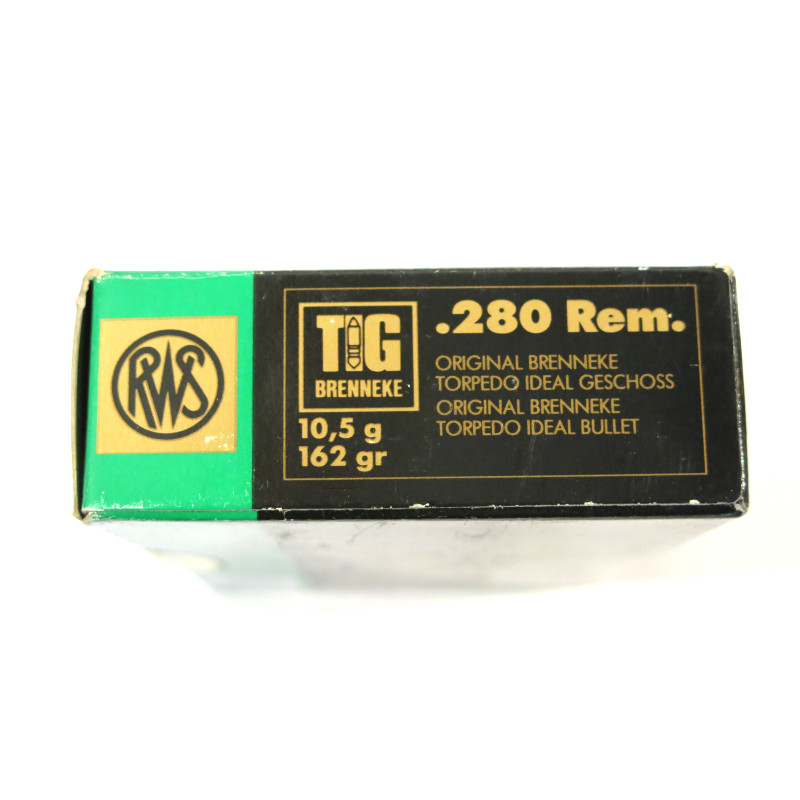 RWS
TIG
BRENNEKE
10,5 g
162 gr
.280 Rem.
ORIGINAL BRENNEKE
TORPEDO IDEAL GESCHOSS
ORIGINAL BRENNEKE
TORPEDO IDEAL BULLET